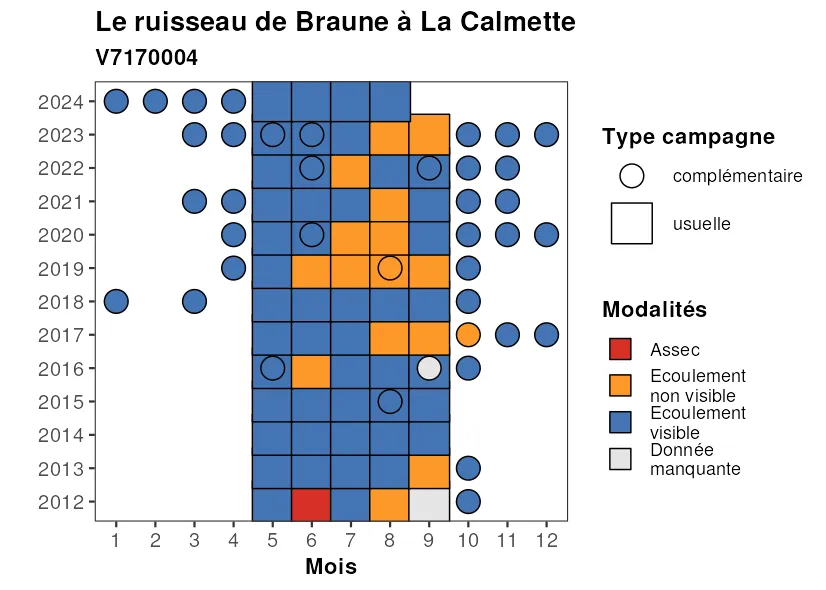 Le ruisseau de Braune à La Calmette
V7170004
2024
2023
2022
2021
2020
2019
2018
2017
2016
2015
2014
2013
2012
1 2 3 4 5 6 7 8 9 10 11 12
Mois
Type campagne
complémentaire
usuelle
Modalités
Assec
Ecoulement
non visible
Ecoulement
visible
Donnée
manquante